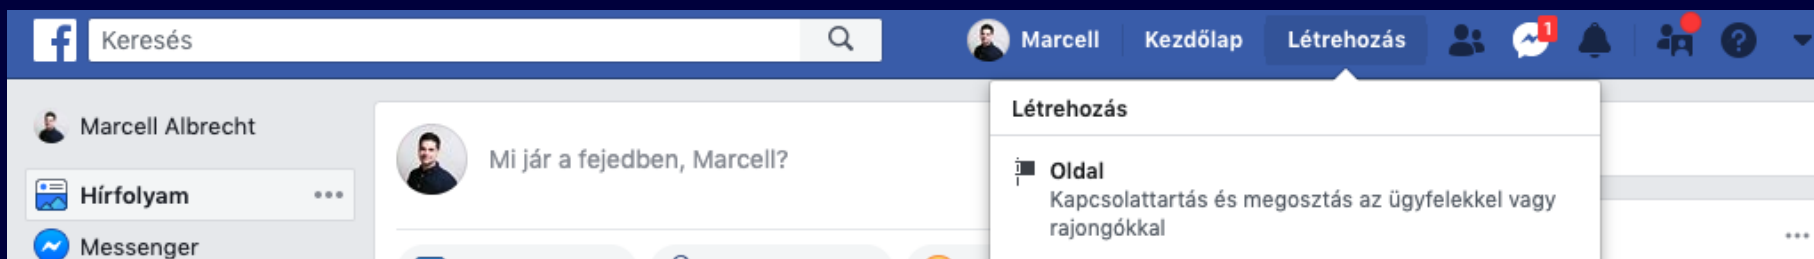 f
Keresés
Marcell
Kezdőlap
Létrehozás
1
?
Marcell Albrecht
Hírfolyam
Messenger
Mi jár a fejedben, Marcell?
Létrehozás
Oldal
Kapcsolattartás és megosztás az ügyfelekkel vagy
rajongókkal